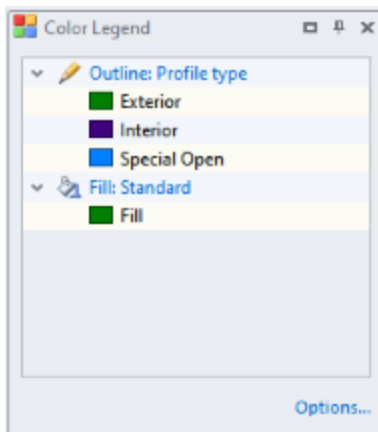 Color Legend
Outline: Profile type
Exterior
Interior
Special Open
Fill: Standard
Fill
Options...